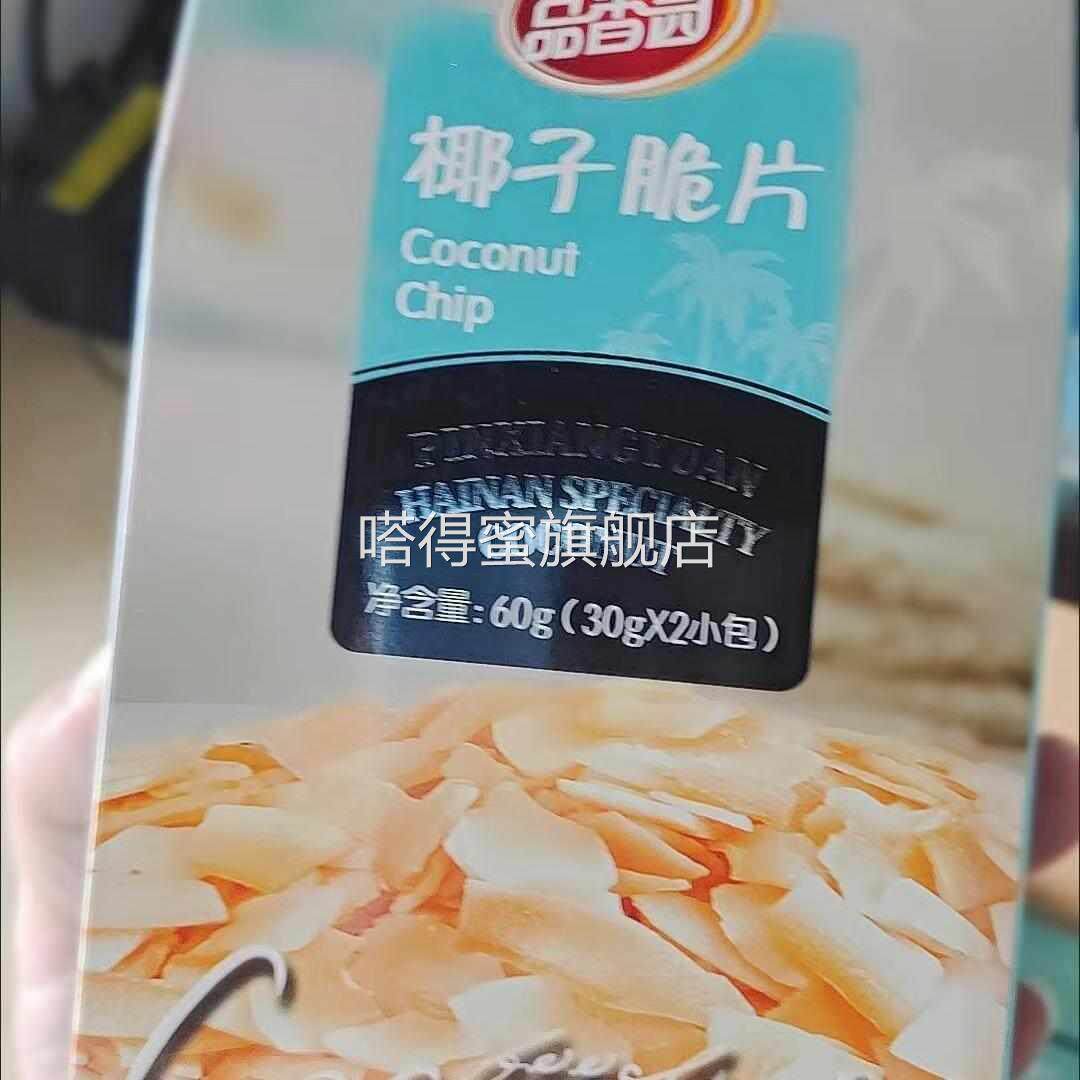 品香园
椰子脆片
Coconut
Chip
PINXIANGYUAN
HAINAN SPECIALTY
嗒得蜜旗舰店
净含量:60g(30gX2小包)